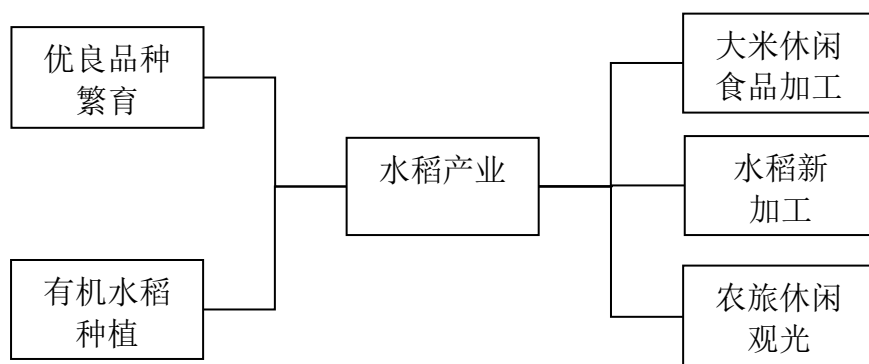 优良品种
繁育
有机水稻
种植
水稻产业
大米休闲
食品加工
水稻新
加工
农旅休闲
观光